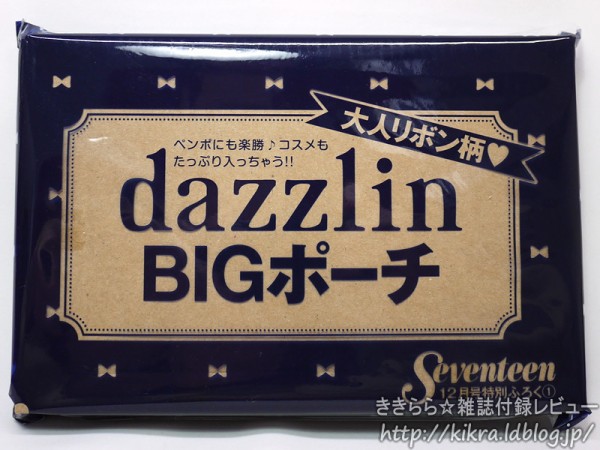 大人リボン柄♥
ペンポにも楽勝♪コスメも
たっぷり入っちゃう!!
dazzlin
BIGポーチ
Seventeen
12月号特別ふろく①
ききらら☆雑誌付録レビュー
http://kikra.ldblog.jp/